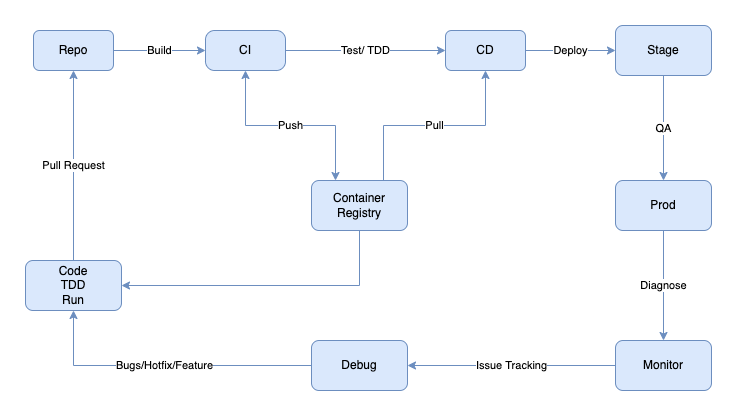 Repo
Build
CI
Test/ TDD
CD
Deploy
Stage
Push
Pull
QA
Pull Request
Container
Registry
Prod
Code
TDD
Run
Diagnose
Bugs/Hotfix/Feature
Debug
Issue Tracking
Monitor